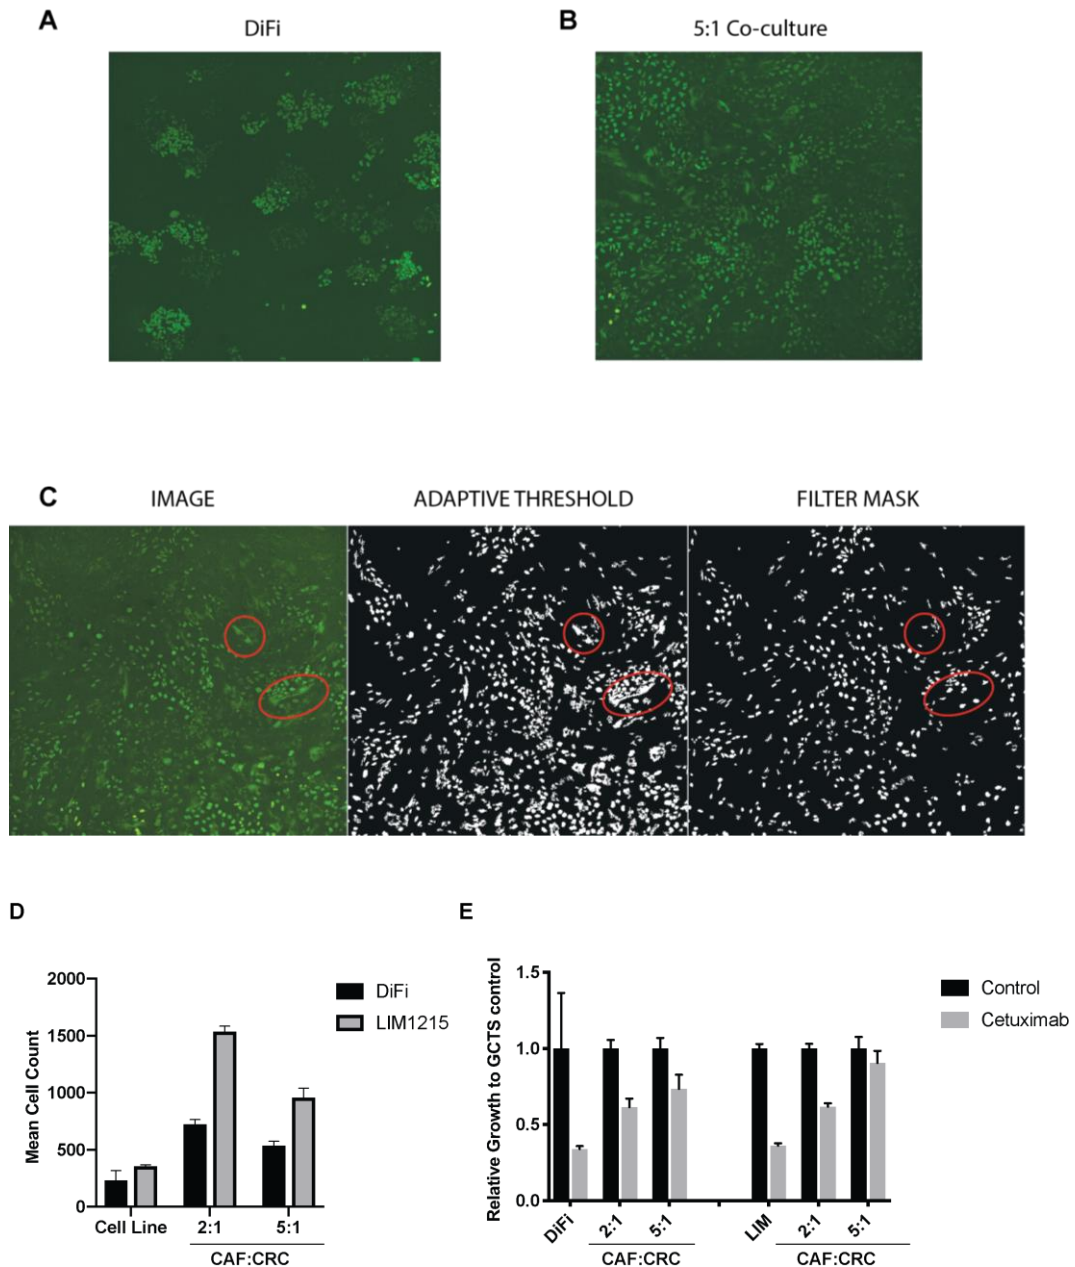 A
DiFi
B
5:1 Co-culture
C
IMAGE
ADAPTIVE THRESHOLD
FILTER MASK
D
Mean Cell Count
2000
1500
1000
500
0
Cell Line
2:1
5:1
CAF:CRC
DiFi
LIM1215
E
Relative Growth to GCTS control
1.5
1.0
0.5
0.0
DIFi
2:1
5:1
LIM
2:1
5:1
CAF:CRC
CAF:CRC
Control
Cetuximab